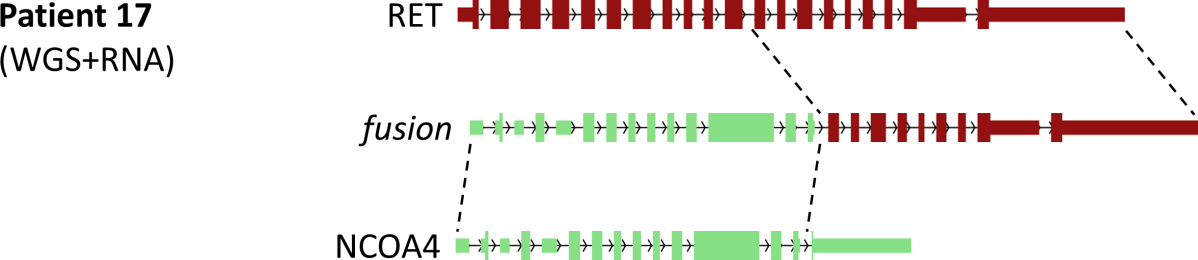 Patient 17
(WGS+RNA)
RET
fusion
NCOA4